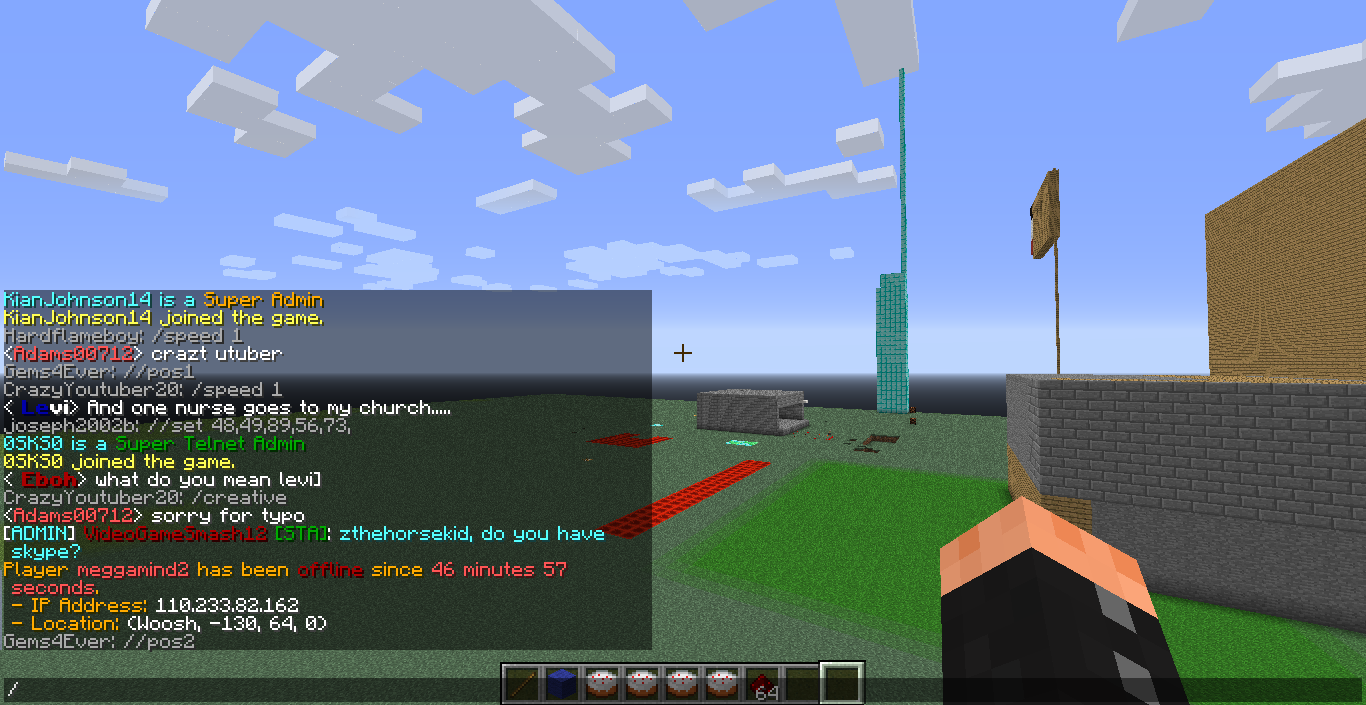 KianJohnson14 is a Super Admin
KianJohnson14 joined the game.
Hardflameboy: /speed 1
<Adams00712> crazt utuber
Gems4Ever: //pos1
CrazyYoutuber20: /speed 1
< Levi> And one nurse goes to my church.....
joseph2002b: //set 48,49,89,56,73,
0SKS0 is a Super Telnet Admin
0SKS0 joined the game.
< Eboh> what do you mean levi]
CrazyYoutuber20: /creative
<Adams00712> sorry for typo
[ADMIN] VideoGameSmash12 [STA]: zthehorsekid, do you have
skype?
Player meggamind2 has been offline since 46 minutes 57
seconds.
- IP Address: 110.233.82.162
- Location: (Woosh, -130, 64, 0)
Gems4Ever: //pos2
64
/